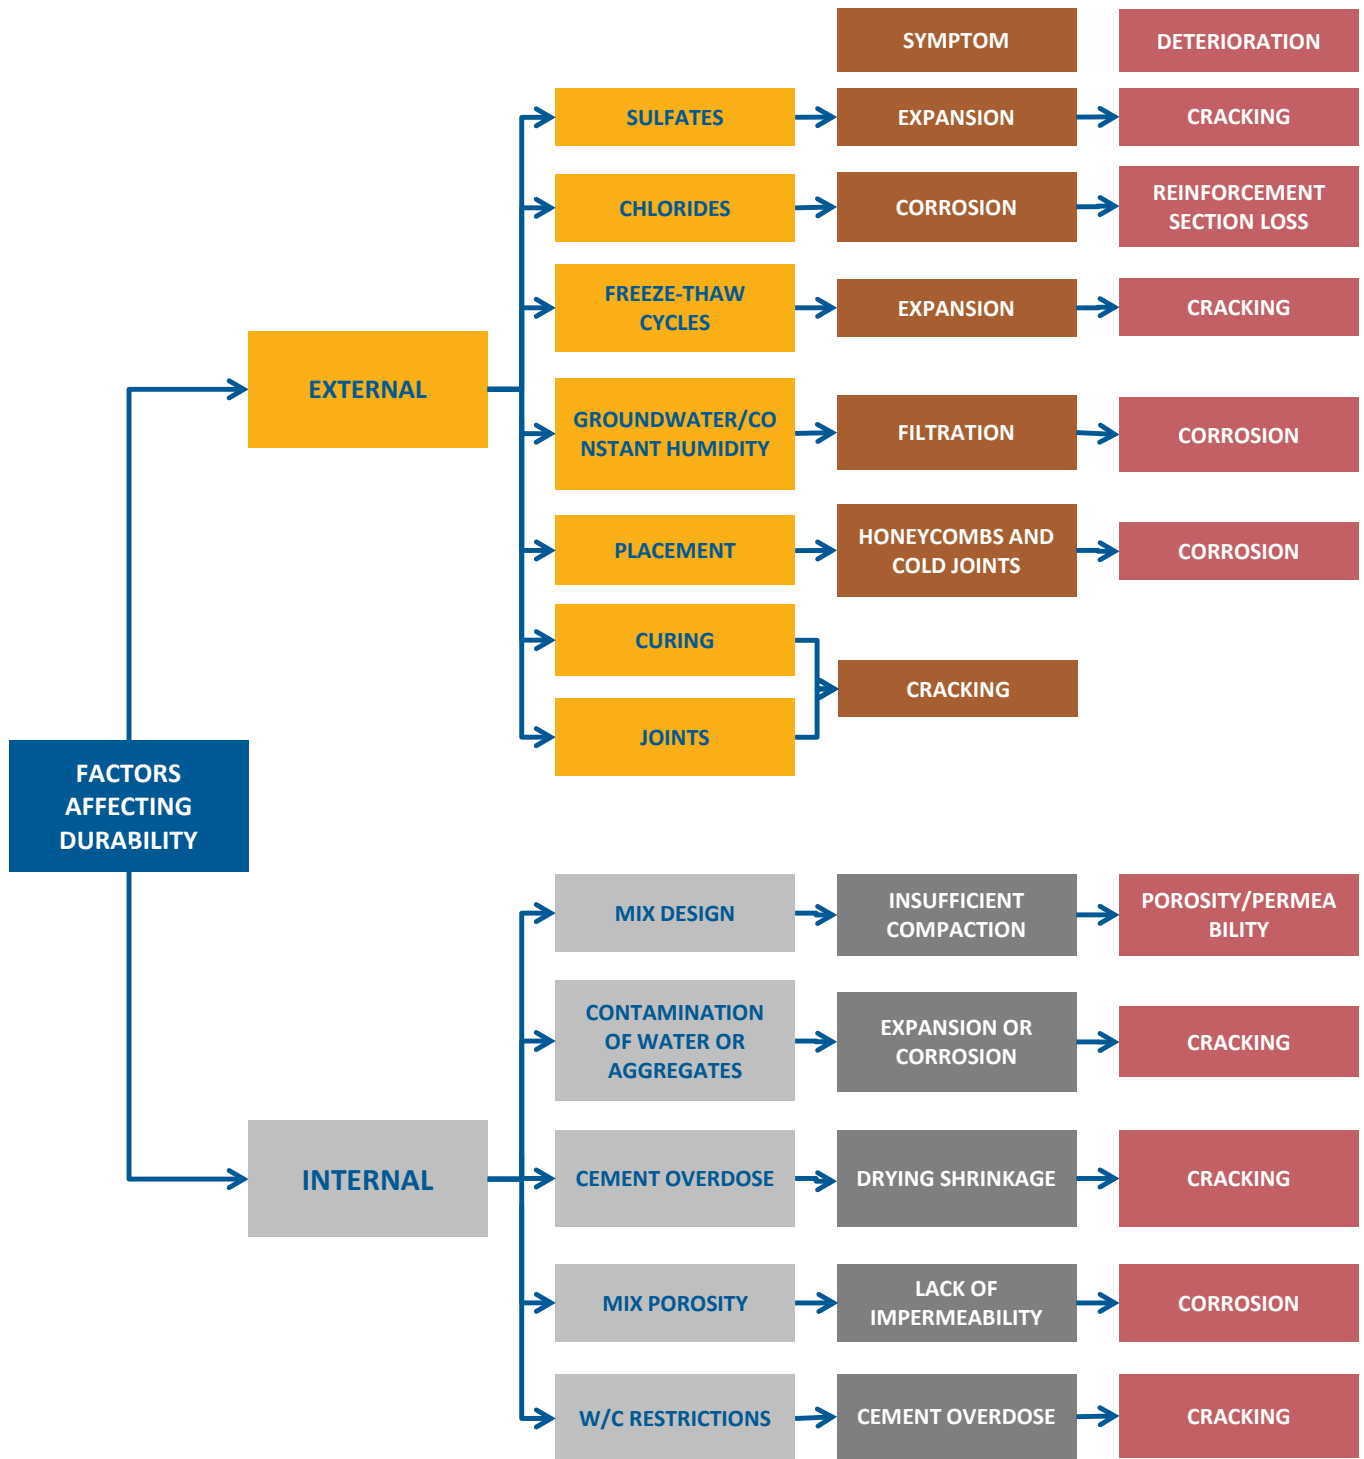 SYMPTOM
DETERIORATION
SULFATES
EXPANSION
CRACKING
CHLORIDES
CORROSION
REINFORCEMENT
SECTION LOSS
FREEZE-THAW
CYCLES
EXPANSION
CRACKING
EXTERNAL
GROUNDWATER/CO
NSTANT HUMIDITY
FILTRATION
CORROSION
PLACEMENT
HONEYCOMBS AND
COLD JOINTS
CORROSION
CURING
CRACKING
JOINTS
FACTORS
AFFECTING
DURABILITY
MIX DESIGN
INSUFFICIENT
COMPACTION
POROSITY/PERMEA
BILITY
CONTAMINATION
OF WATER OR
AGGREGATES
EXPANSION OR
CORROSION
CRACKING
INTERNAL
CEMENT OVERDOSE
DRYING SHRINKAGE
CRACKING
MIX POROSITY
LACK OF
IMPERMEABILITY
CORROSION
W/C RESTRICTIONS
CEMENT OVERDOSE
CRACKING